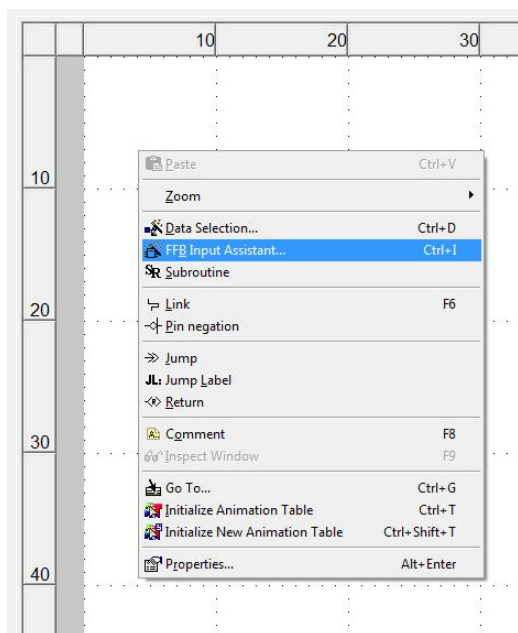 10 20 30
10
20
30
40
Paste Ctrl+V
Zoom
Data Selection... Ctrl+D
FFB Input Assistant... Ctrl+I
SR Subroutine
Link F6
Pin negation
Jump
JL: Jump Label
Return
Comment F8
Inspect Window F9
Go To... Ctrl+G
Initialize Animation Table Ctrl+T
Initialize New Animation Table Ctrl+Shift+T
Properties... Alt+Enter